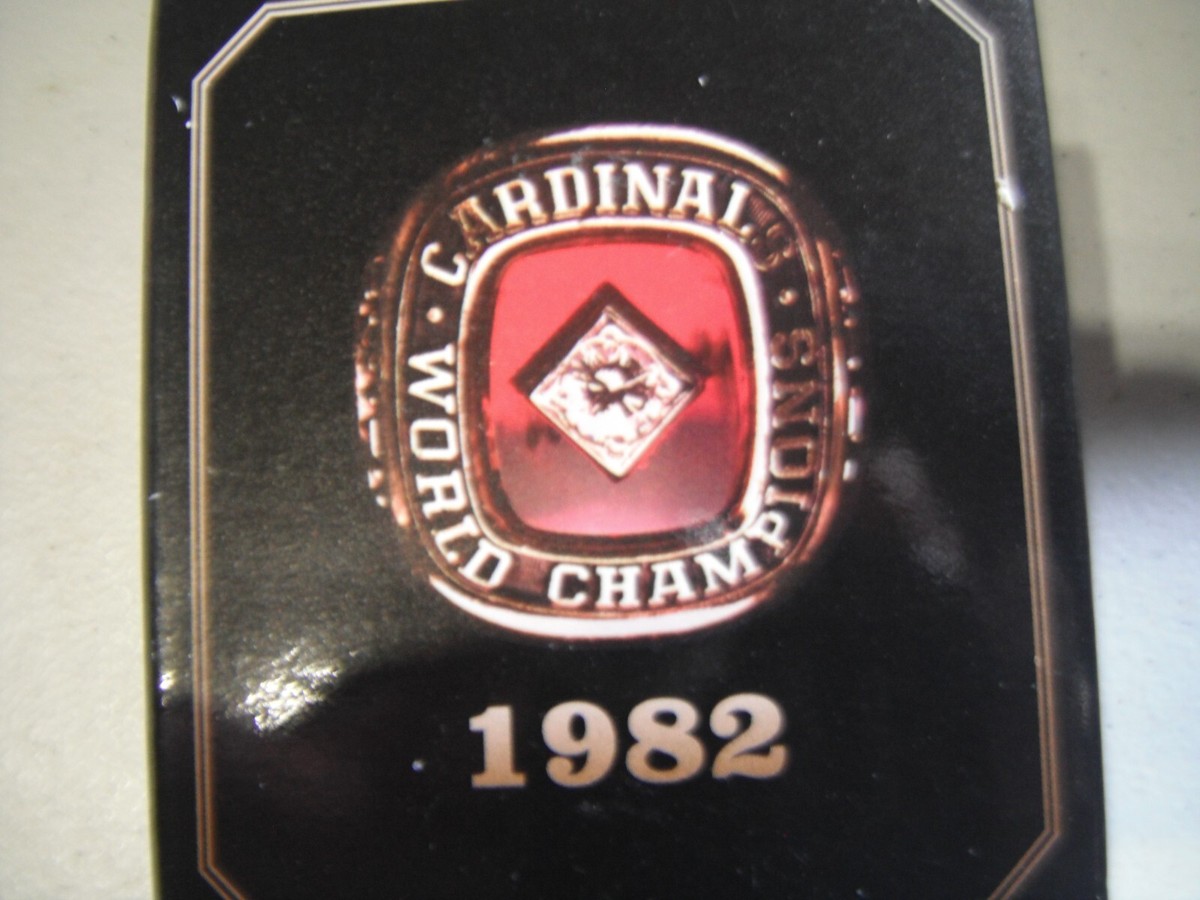 · CARDINALS ·
WORLD CHAMPIONS
1982